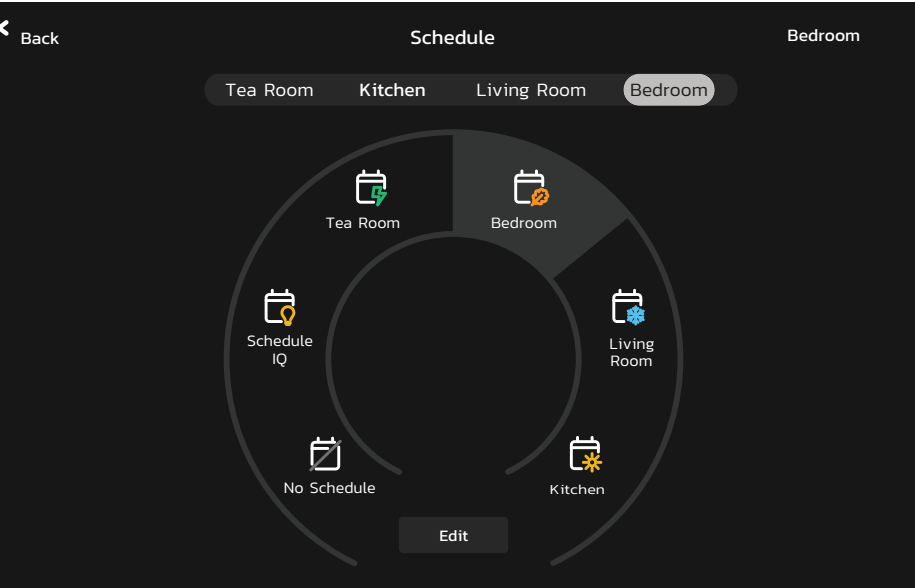 Back
Schedule
Bedroom
Tea Room
Kitchen
Living Room
Bedroom
Tea Room
Bedroom
Schedule
IQ
Living
Room
No Schedule
Kitchen
Edit